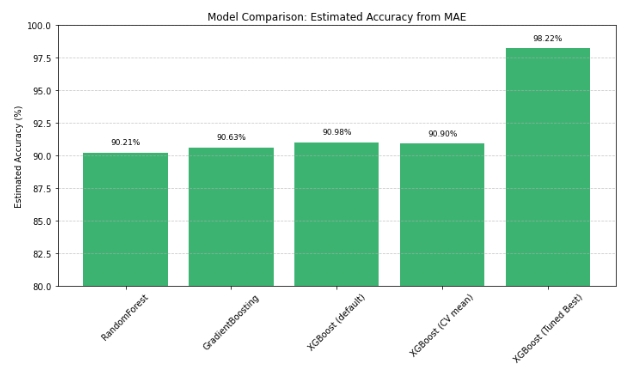 Model Comparison: Estimated Accuracy from MAE
100.0
97.5
95.0
92.5
90.0
87.5
85.0
82.5
80.0
Estimated Accuracy (%)
90.21%
90.63%
90.98%
90.90%
98.22%
RandomForest
GradientBoosting
XGBoost (default)
XGBoost (CV mean)
XGBoost (Tuned Best)